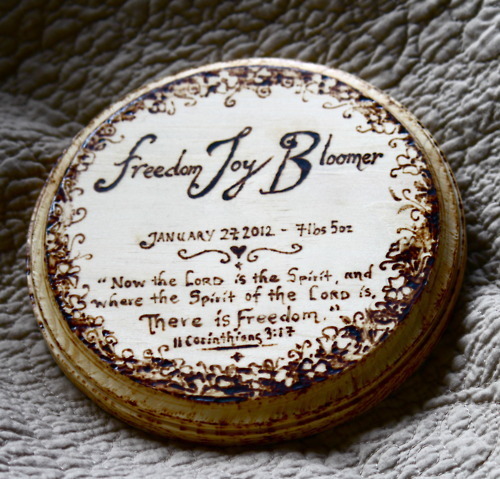 Freedom Joy Bloomer
January 27 2012 - 7lbs 5oz
"Now the Lord is the Spirit, and
where the Spirit of the Lord is,
There is Freedom."
II Corinthians 3:17